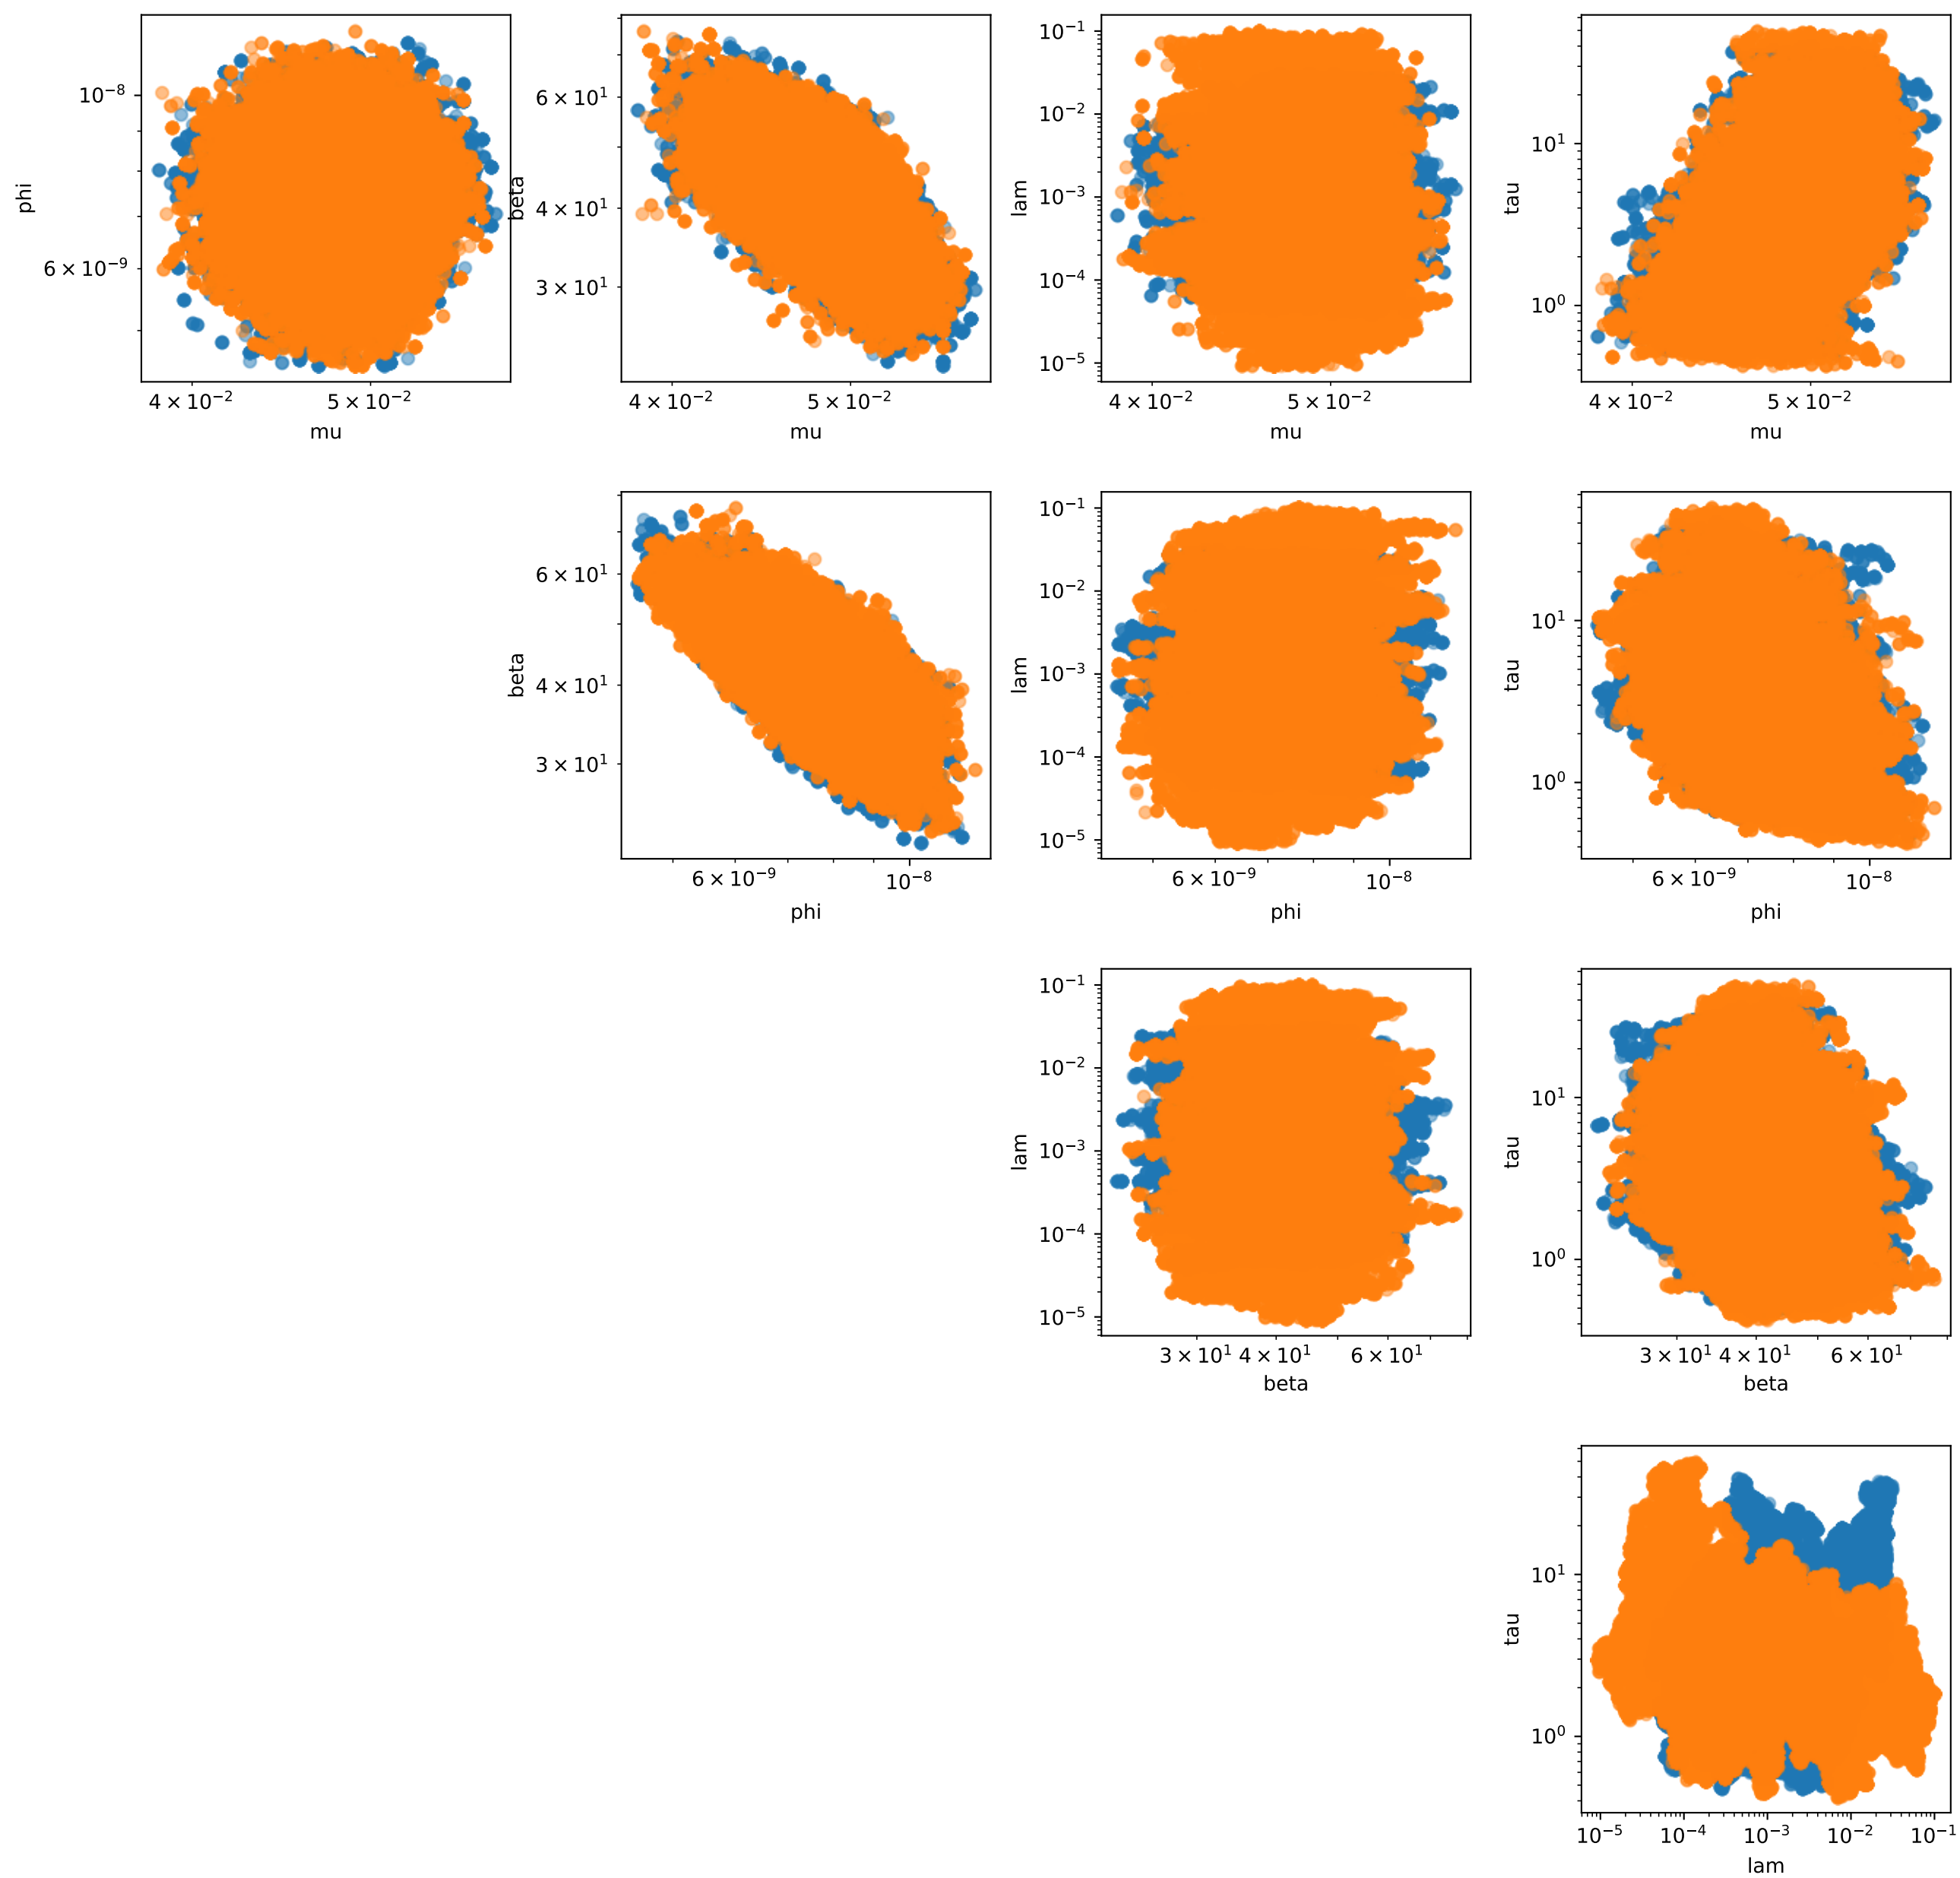 phi
10⁻⁸
6 × 10⁻⁹
4 × 10⁻² 5 × 10⁻²
mu
beta
6 × 10¹
4 × 10¹
3 × 10¹
4 × 10⁻² 5 × 10⁻²
mu
lam
10⁻¹
10⁻²
10⁻³
10⁻⁴
10⁻⁵
4 × 10⁻² 5 × 10⁻²
mu
tau
10¹
10⁰
4 × 10⁻² 5 × 10⁻²
mu
beta
6 × 10¹
4 × 10¹
3 × 10¹
6 × 10⁻⁹ 10⁻⁸
phi
lam
10⁻¹
10⁻²
10⁻³
10⁻⁴
10⁻⁵
6 × 10⁻⁹ 10⁻⁸
phi
tau
10¹
10⁰
6 × 10⁻⁹ 10⁻⁸
phi
lam
10⁻¹
10⁻²
10⁻³
10⁻⁴
10⁻⁵
3 × 10¹ 4 × 10¹ 6 × 10¹
beta
tau
10¹
10⁰
3 × 10¹ 4 × 10¹ 6 × 10¹
beta
tau
10¹
10⁰
10⁻⁵ 10⁻⁴ 10⁻³ 10⁻² 10⁻¹
lam